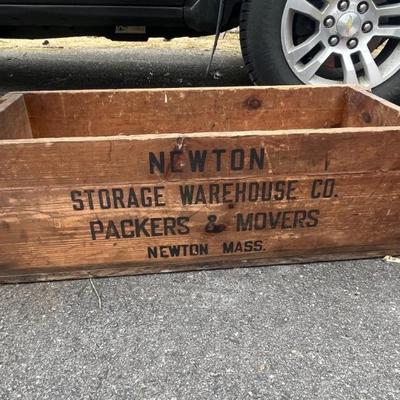 NEWTON
STORAGE WAREHOUSE CO.
PACKERS & MOVERS
NEWTON MASS.